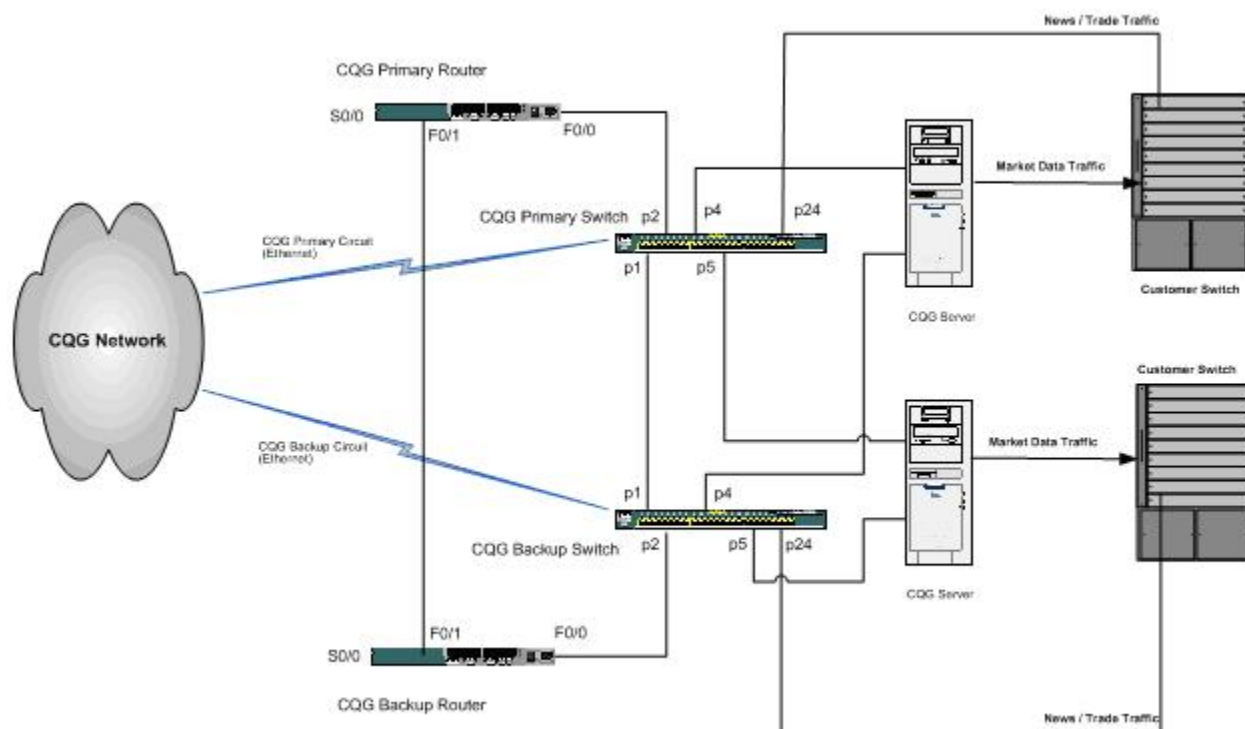 News / Trade Traffic
CQG Primary Router
S0/0
F0/1
F0/0
Market Data Traffic
CQG Primary Switch
p2
p4
p24
CQG Primary Circuit
(Ethernet)
p1
p5
Customer Switch
CQG Server
CQG Network
Customer Switch
CQG Backup Circuit
(Ethernet)
Market Data Traffic
p1
p4
CQG Backup Switch
p2
p5
p24
CQG Server
F0/1
F0/0
S0/0
CQG Backup Router
News / Trade Traffic